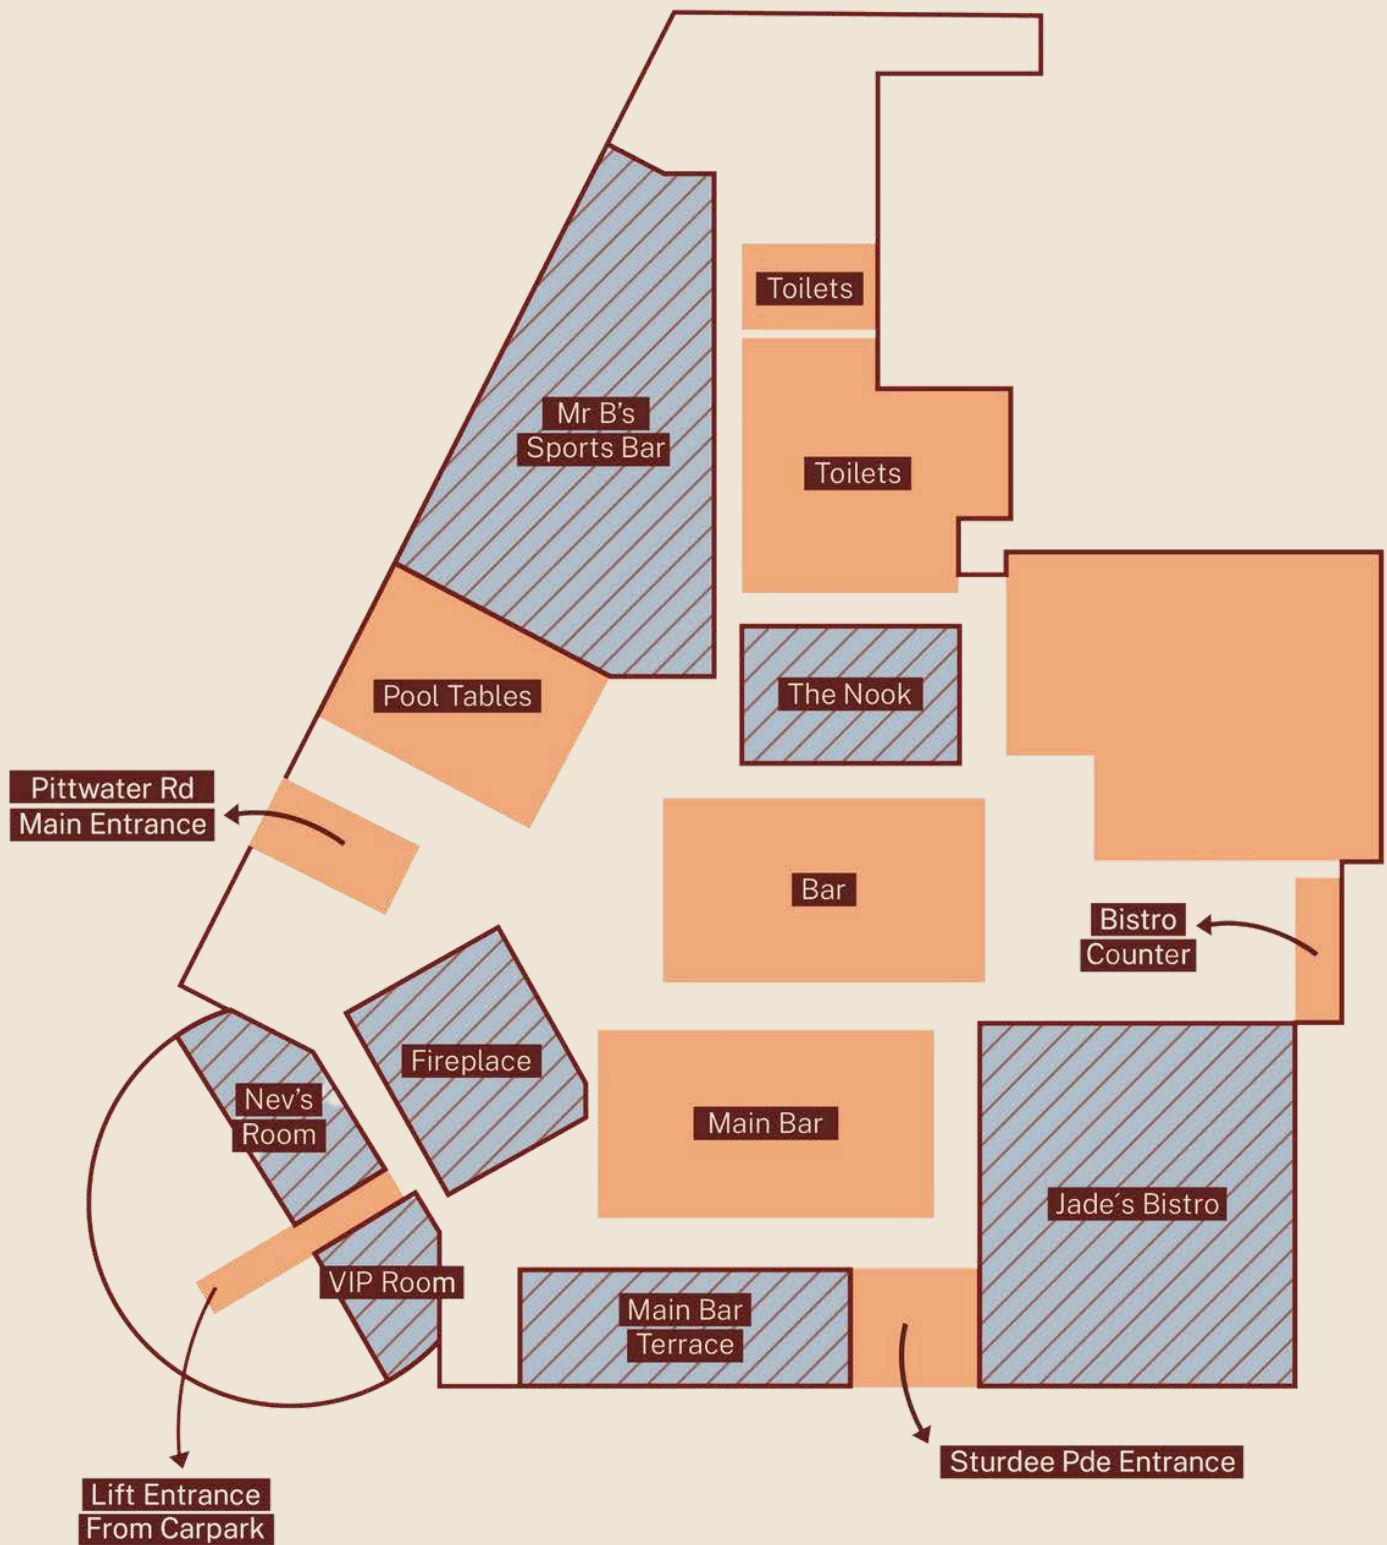 Toilets
Mr B's
Sports Bar
Toilets
Pool Tables
The Nook
Pittwater Rd
Main Entrance
Bar
Bistro
Counter
Fireplace
Nev's
Room
Main Bar
Jade´s Bistro
VIP Room
Main Bar
Terrace
Sturdee Pde Entrance
Lift Entrance
From Carpark